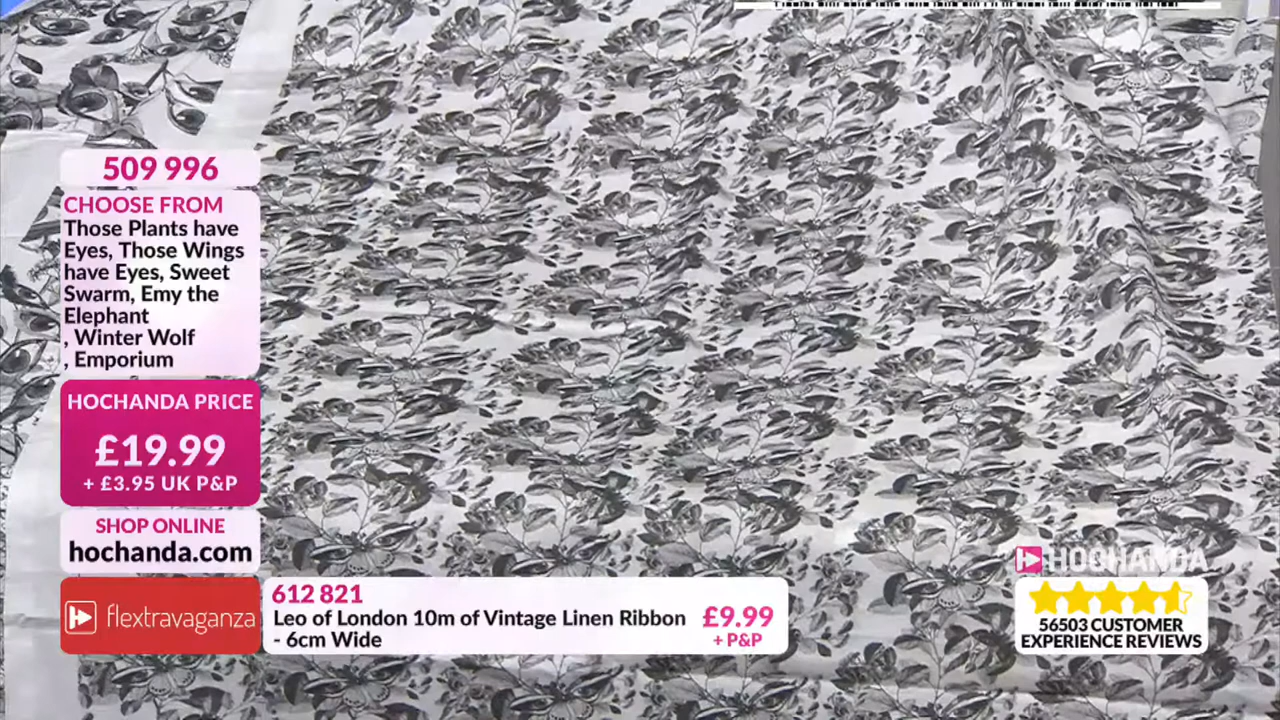 509 996
CHOOSE FROM
Those Plants have
Eyes, Those Wings
have Eyes, Sweet
Swarm, Emy the
Elephant
, Winter Wolf
, Emporium
HOCHANDA PRICE
£19.99
+ £3.95 UK P&P
SHOP ONLINE
hochanda.com
flextravaganza
612 821
Leo of London 10m of Vintage Linen Ribbon
- 6cm Wide
£9.99
+ P&P
HOCHANDA
56503 CUSTOMER
EXPERIENCE REVIEWS